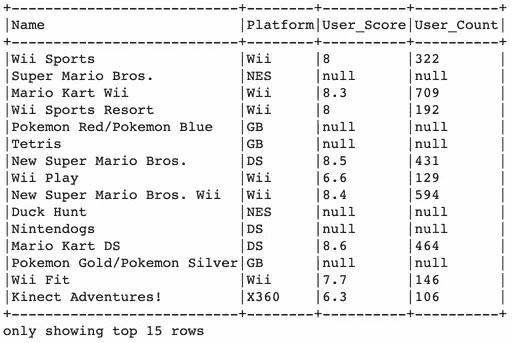 +--------------------------+--------+----------+----------+
|Name                      |Platform|User_Score|User_Count|
+--------------------------+--------+----------+----------+
|Wii Sports                |Wii     |8         |322       |
|Super Mario Bros.         |NES     |null      |null      |
|Mario Kart Wii            |Wii     |8.3       |709       |
|Wii Sports Resort         |Wii     |8         |192       |
|Pokemon Red/Pokemon Blue  |GB      |null      |null      |
|Tetris                    |GB      |null      |null      |
|New Super Mario Bros.     |DS      |8.5       |431       |
|Wii Play                  |Wii     |6.6       |129       |
|New Super Mario Bros. Wii |Wii     |8.4       |594       |
|Duck Hunt                 |NES     |null      |null      |
|Nintendogs                |DS      |null      |null      |
|Mario Kart DS             |DS      |8.6       |464       |
|Pokemon Gold/Pokemon Silver|GB     |null      |null      |
|Wii Fit                   |Wii     |7.7       |146       |
|Kinect Adventures!        |X360    |6.3       |106       |
+--------------------------+--------+----------+----------+
only showing top 15 rows